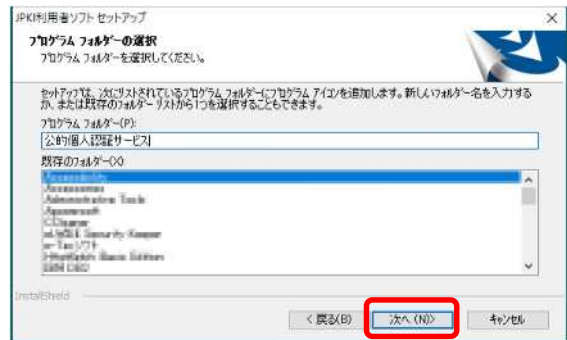 JPKI利用者ソフト セットアップ
プログラム フォルダーの選択
プログラム フォルダーを選択してください。
セットアップは、次にリストされているプログラム フォルダーにプログラム アイコンを追加します。新しいフォルダー名を入力する
か、または既存のフォルダー リストから1つを選択することもできます。
プログラム フォルダー(P):
公的個人認証サービス
既存のフォルダー(X)
Accessibility
Accessories
Administrative Tools
CCleaner
e-Taxソフト
InstallShield
< 戻る(B)
次へ (N)>
キャンセル